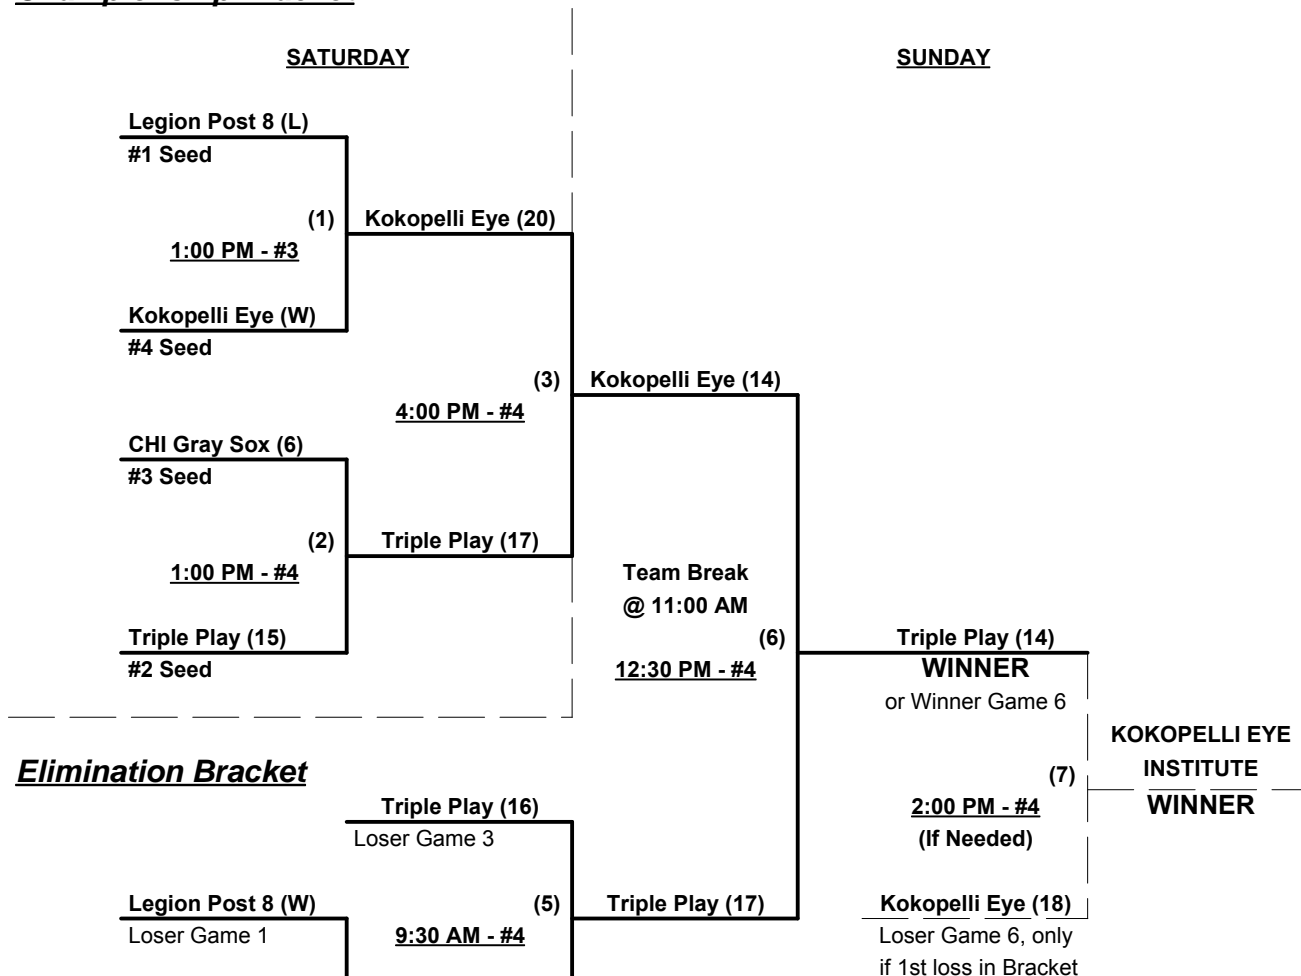 SATURDAY
SUNDAY
Legion Post 8 (L)
#1 Seed
(1)
Kokopelli Eye (20)
1:00 PM - #3
Kokopelli Eye (W)
#4 Seed
(3)
Kokopelli Eye (14)
4:00 PM - #4
CHI Gray Sox (6)
#3 Seed
(2)
Triple Play (17)
1:00 PM - #4
Team Break
@ 11:00 AM
Triple Play (15)
#2 Seed
(6)
12:30 PM - #4
Triple Play (14)
WINNER
or Winner Game 6
KOKOPELLI EYE
INSTITUTE
WINNER
Elimination Bracket
(7)
2:00 PM - #4
(If Needed)
Triple Play (16)
Loser Game 3
Legion Post 8 (W)
Loser Game 1
(5)
9:30 AM - #4
Triple Play (17)
Kokopelli Eye (18)
Loser Game 6, only
if 1st loss in Bracket